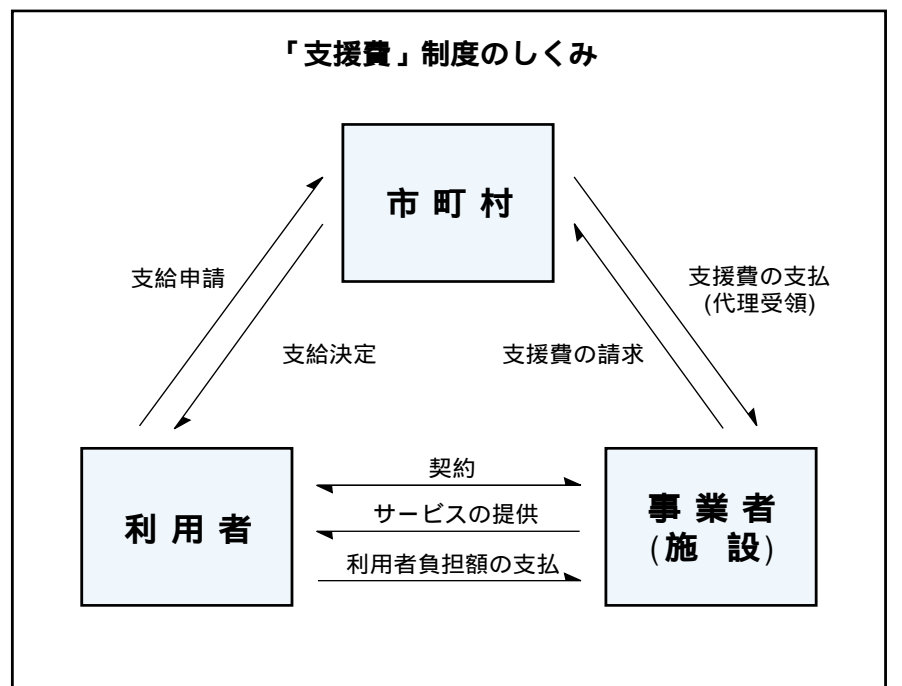 「支援費」制度のしくみ
市町村
支給申請
支援費の支払
(代理受領)
支給決定
支援費の請求
契約
サービスの提供
利用者負担額の支払
利用者
事業者
(施 設)